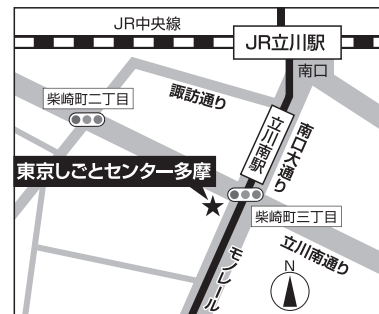 JR中央線
JR立川駅
南口
柴崎町二丁目
諏訪通り
立川南駅
南口大通り
東京しごとセンター多摩
柴崎町三丁目
立川南通り
モノレール
N